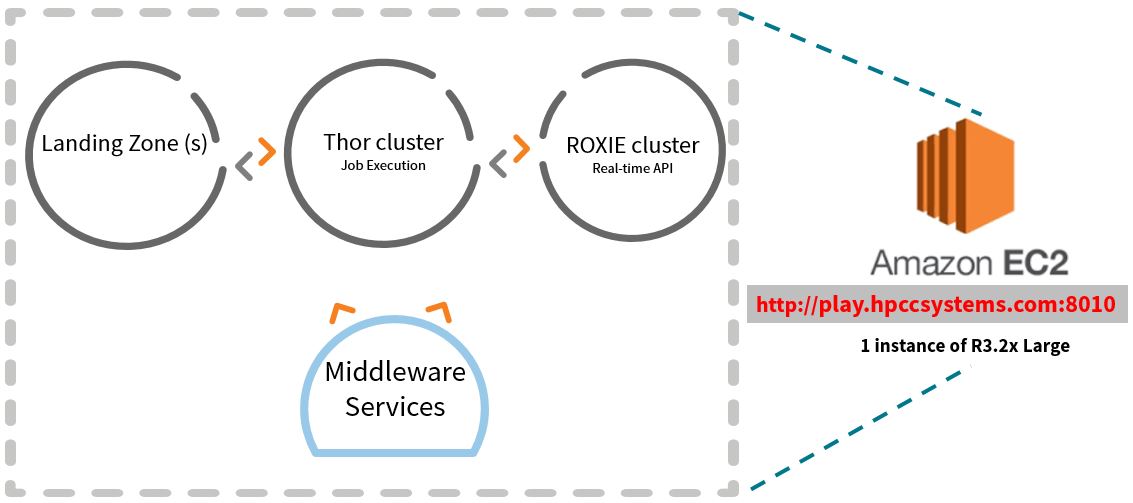 Landing Zone (s)
Thor cluster
Job Execution
ROXIE cluster
Real-time API
Middleware
Services
Amazon EC2
http://play.hpccsystems.com:8010
1 instance of R3.2x Large